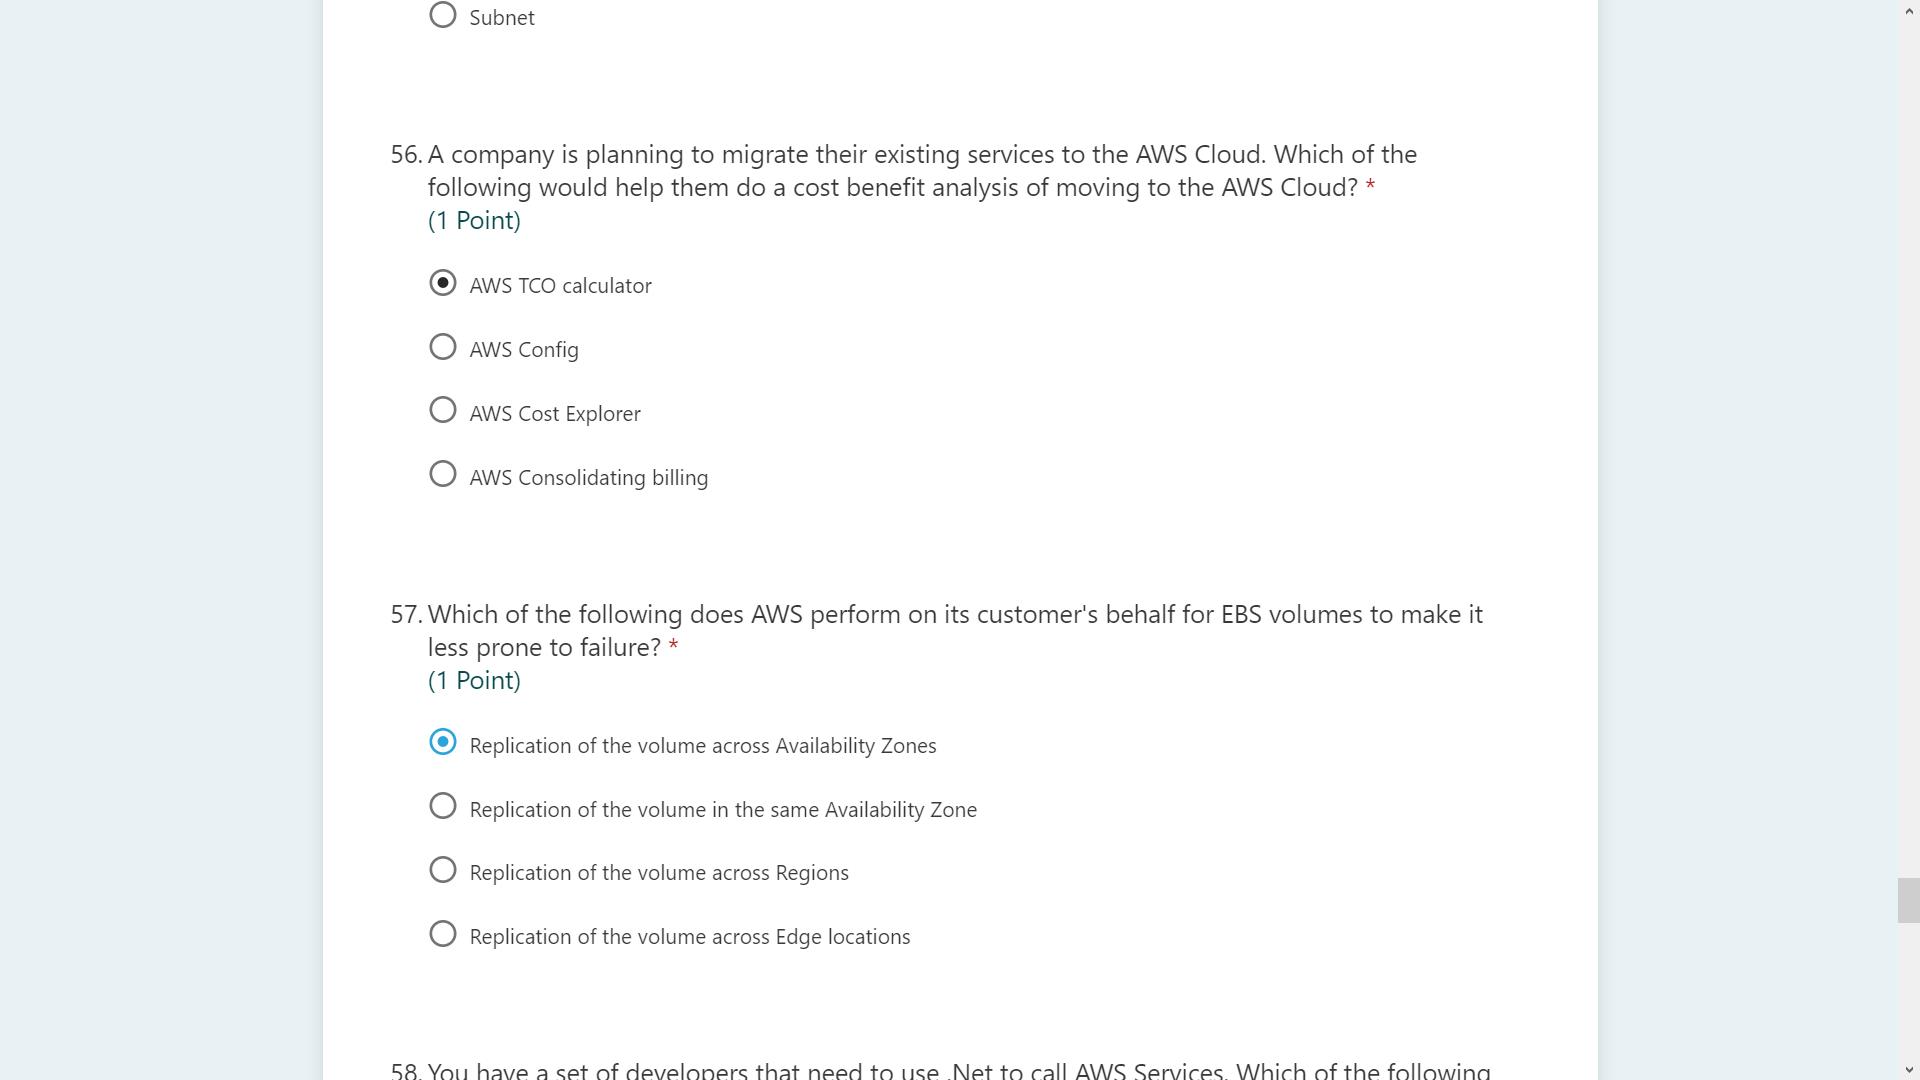 Subnet
56. A company is planning to migrate their existing services to the AWS Cloud. Which of the
following would help them do a cost benefit analysis of moving to the AWS Cloud? *
(1 Point)
AWS TCO calculator
AWS Config
AWS Cost Explorer
AWS Consolidating billing
57. Which of the following does AWS perform on its customer's behalf for EBS volumes to make it
less prone to failure? *
(1 Point)
Replication of the volume across Availability Zones
Replication of the volume in the same Availability Zone
Replication of the volume across Regions
Replication of the volume across Edge locations
58. You have a set of developers that need to use .Net to call AWS Services. Which of the following